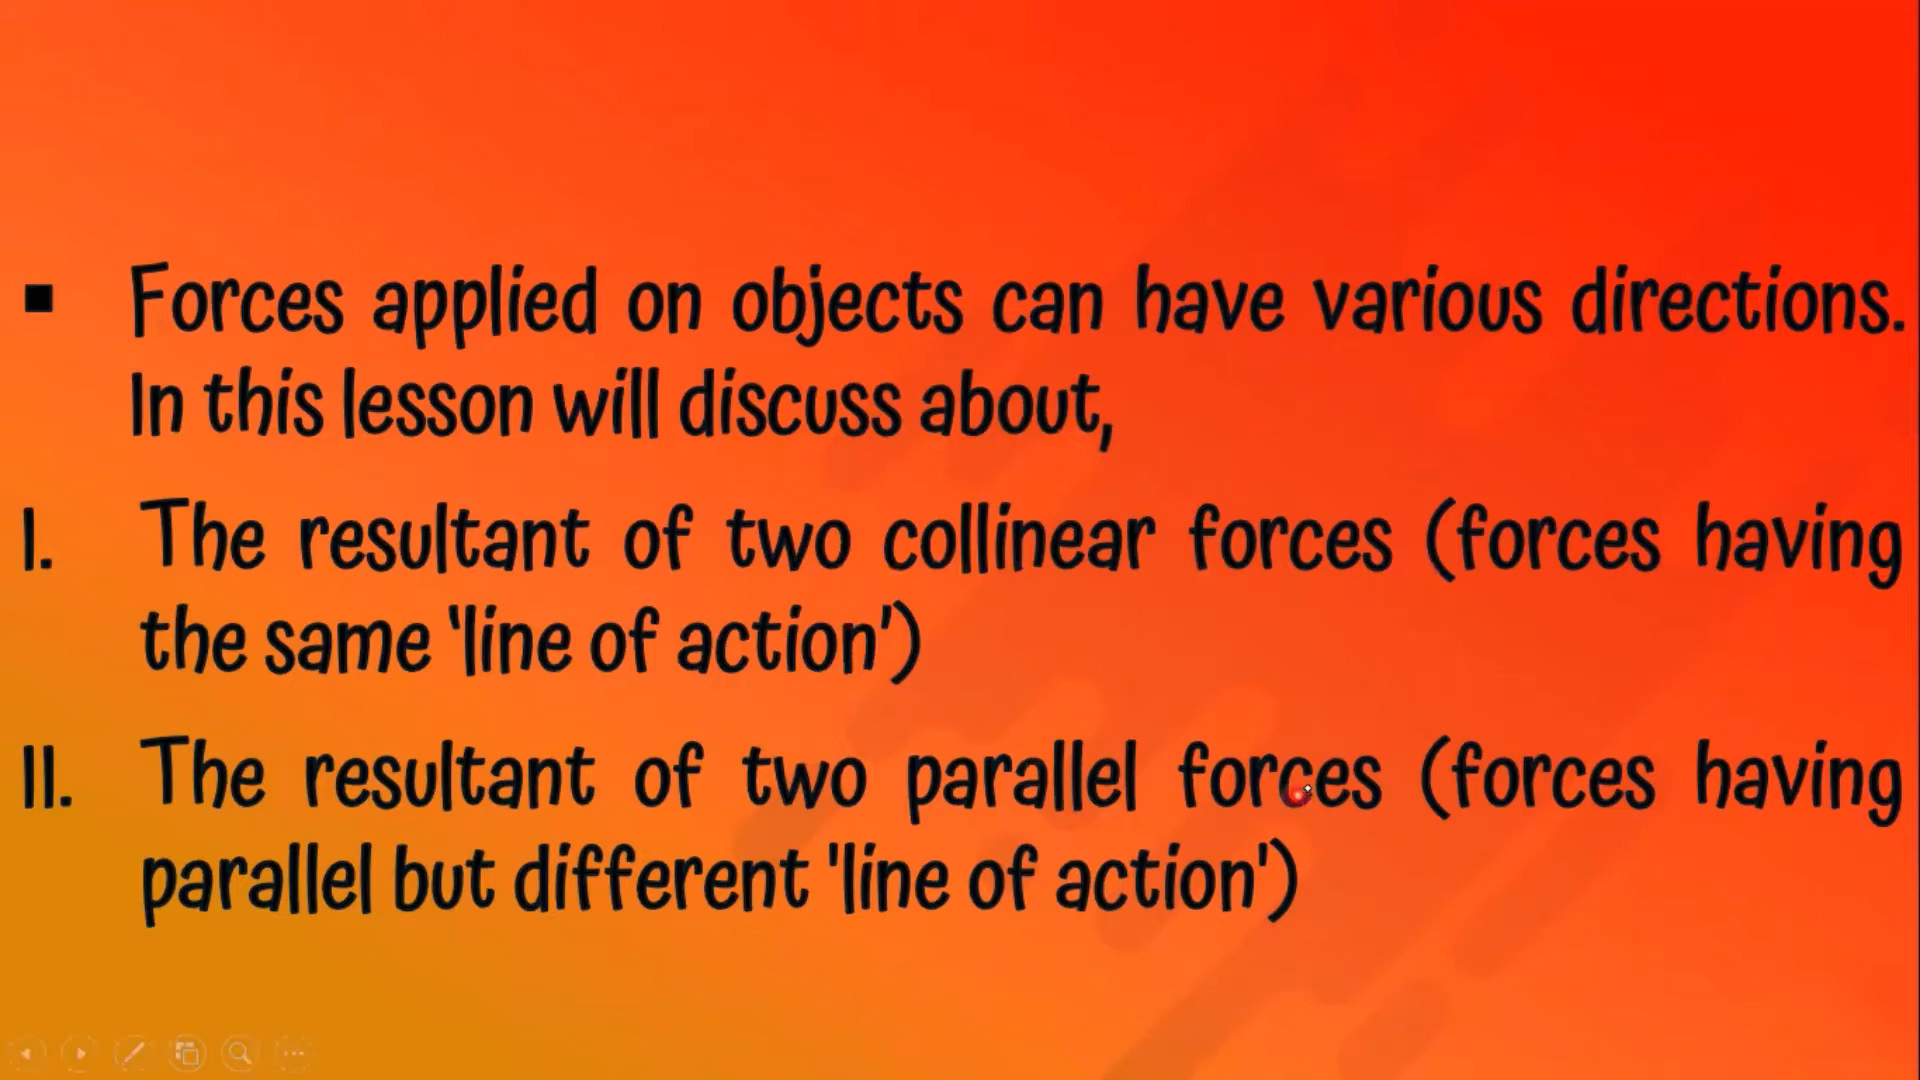 ▪ Forces applied on objects can have various directions.
In this lesson will discuss about,
I. The resultant of two collinear forces (forces having
the same 'line of action')
II. The resultant of two parallel forces (forces having
parallel but different 'line of action')